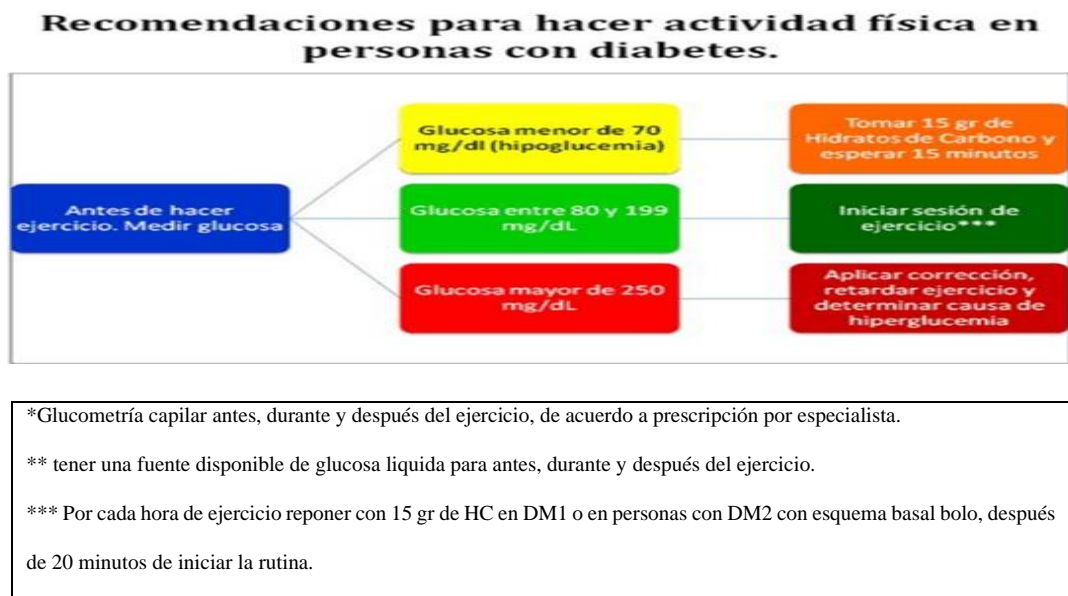 Recomendaciones para hacer actividad física en
personas con diabetes.
Antes de hacer
ejercicio. Medir glucosa
Glucosa menor de 70
mg/dl (hipoglucemia)
Tomar 15 gr de
Hidratos de Carbono y
esperar 15 minutos
Glucosa entre 80 y 199
mg/dL
Iniciar sesión de
ejercicio***
Glucosa mayor de 250
mg/dL
Aplicar corrección,
retardar ejercicio y
determinar causa de
hiperglucemia
*Glucometría capilar antes, durante y después del ejercicio, de acuerdo a prescripción por especialista.
** tener una fuente disponible de glucosa liquida para antes, durante y después del ejercicio.
*** Por cada hora de ejercicio reponer con 15 gr de HC en DM1 o en personas con DM2 con esquema basal bolo, después
de 20 minutos de iniciar la rutina.